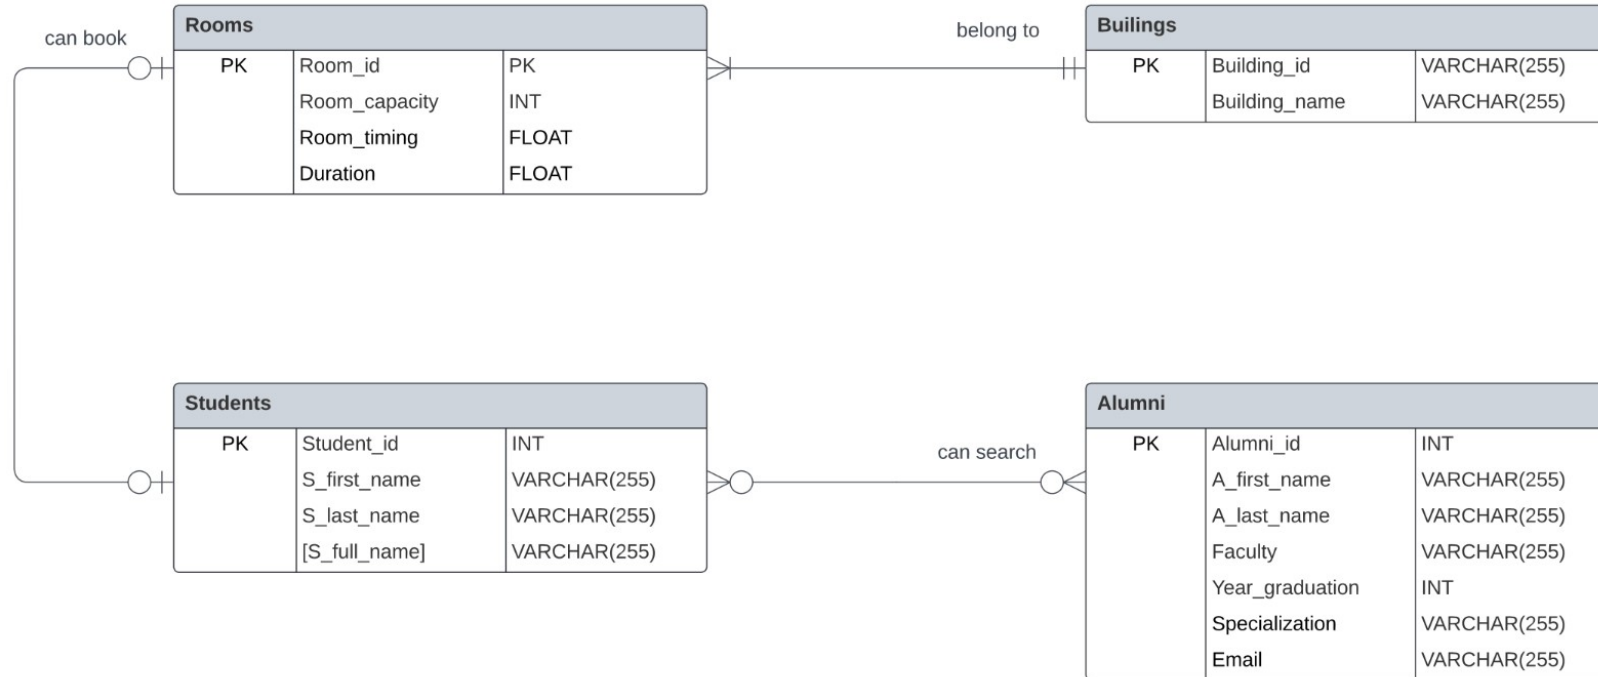 can book
Rooms
PK Room_id PK
Room_capacity INT
Room_timing FLOAT
Duration FLOAT
belong to
Builings
PK Building_id VARCHAR(255)
Building_name VARCHAR(255)
Students
PK Student_id INT
S_first_name VARCHAR(255)
S_last_name VARCHAR(255)
[S_full_name] VARCHAR(255)
can search
Alumni
PK Alumni_id INT
A_first_name VARCHAR(255)
A_last_name VARCHAR(255)
Faculty VARCHAR(255)
Year_graduation INT
Specialization VARCHAR(255)
Email VARCHAR(255)